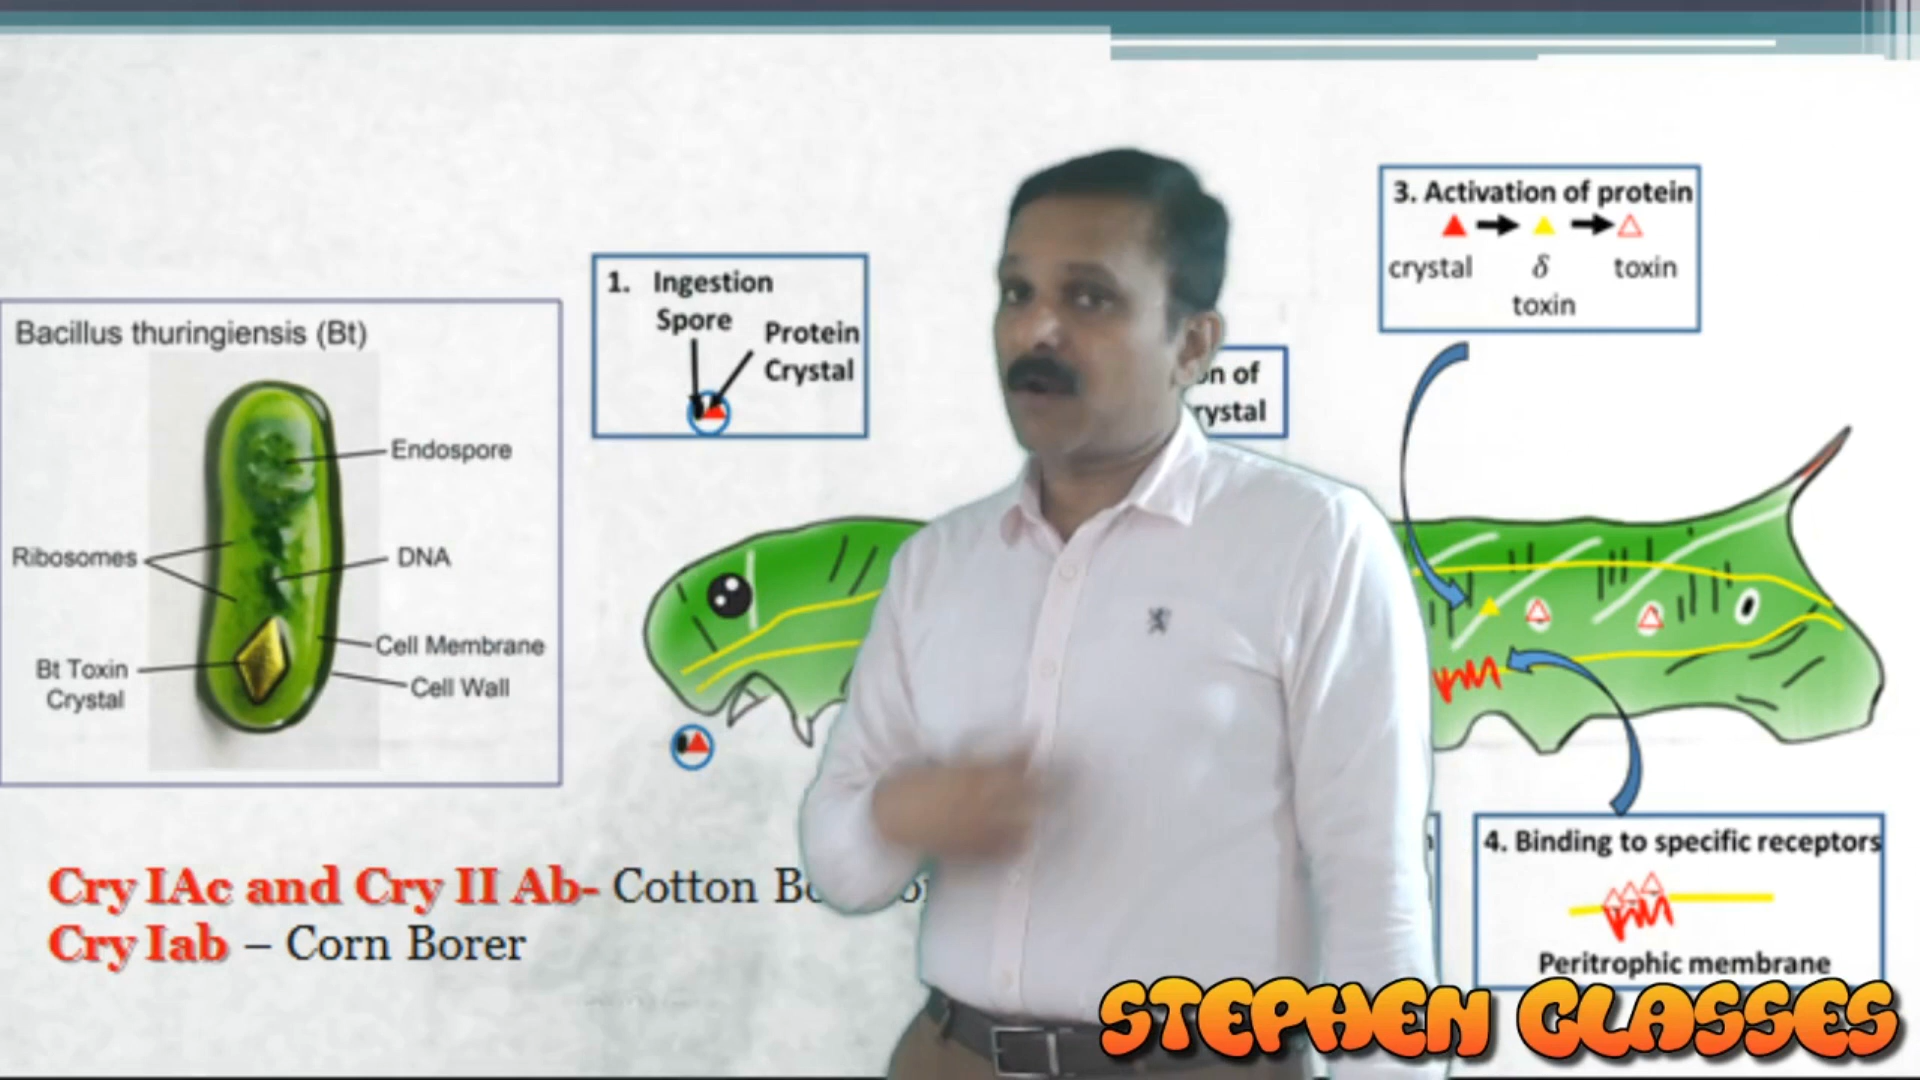 Bacillus thuringiensis (Bt)
Endospore
Ribosomes
DNA
Cell Membrane
Bt Toxin
Crystal
Cell Wall
1. Ingestion
Spore
Protein
Crystal
of
3. Activation of protein
crystal δ toxin
toxin
4. Binding to specific receptors
Peritrophic membrane
Cry IAc and Cry II Ab- Cotton
Cry Iab – Corn Borer
STEPHEN CLASSES